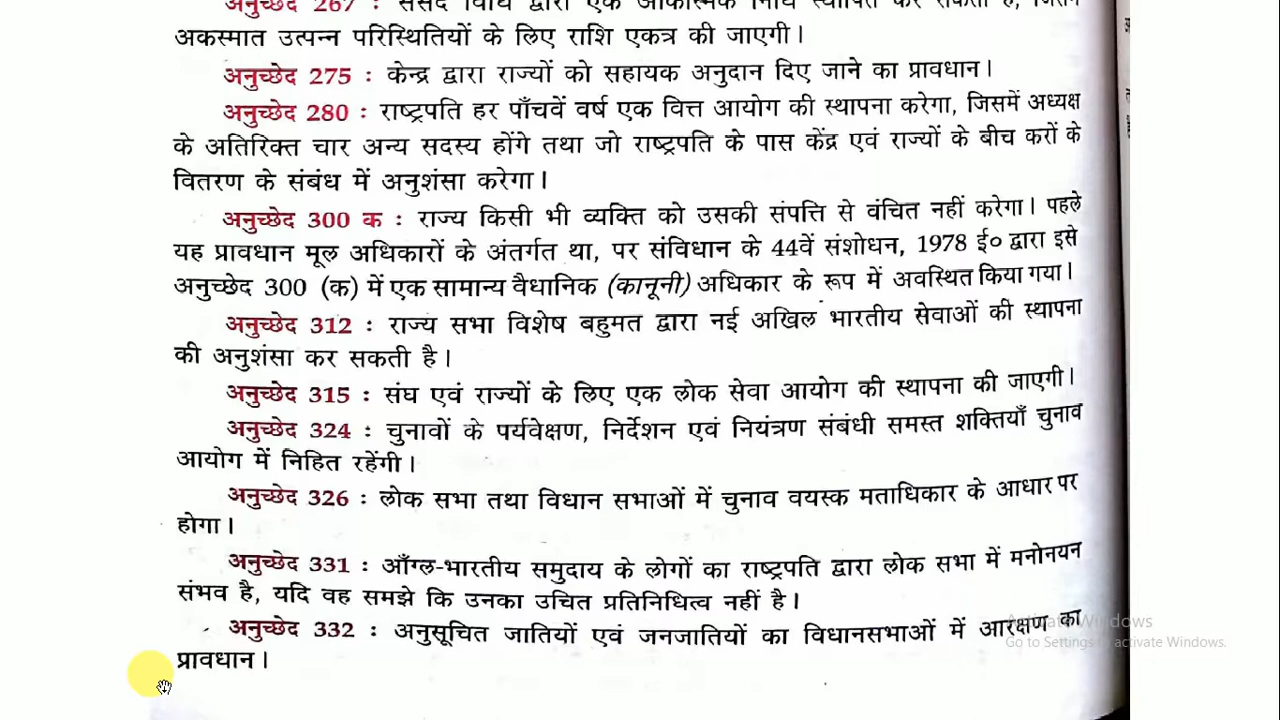 अनुच्छेद 267 : संसद विधि द्वारा एक आकस्मिक निधि स्थापित कर सकती है, जिसमें
अकस्मात उत्पन्न परिस्थितियों के लिए राशि एकत्र की जाएगी।
अनुच्छेद 275 : केन्द्र द्वारा राज्यों को सहायक अनुदान दिए जाने का प्रावधान।
अनुच्छेद 280 : राष्ट्रपति हर पाँचवें वर्ष एक वित्त आयोग की स्थापना करेगा, जिसमें अध्यक्ष
के अतिरिक्त चार अन्य सदस्य होंगे तथा जो राष्ट्रपति के पास केंद्र एवं राज्यों के बीच करों के
वितरण के संबंध में अनुशंसा करेगा।
अनुच्छेद 300 क : राज्य किसी भी व्यक्ति को उसकी संपत्ति से वंचित नहीं करेगा। पहले
यह प्रावधान मूल अधिकारों के अंतर्गत था, पर संविधान के 44वें संशोधन, 1978 ई० द्वारा इसे
अनुच्छेद 300 (क) में एक सामान्य वैधानिक (कानूनी) अधिकार के रूप में अवस्थित किया गया।
अनुच्छेद 312 : राज्य सभा विशेष बहुमत द्वारा नई अखिल भारतीय सेवाओं की स्थापना
की अनुशंसा कर सकती है।
अनुच्छेद 315 : संघ एवं राज्यों के लिए एक लोक सेवा आयोग की स्थापना की जाएगी।
अनुच्छेद 324 : चुनावों के पर्यवेक्षण, निर्देशन एवं नियंत्रण संबंधी समस्त शक्तियाँ चुनाव
आयोग में निहित रहेंगी।
अनुच्छेद 326 : लोक सभा तथा विधान सभाओं में चुनाव वयस्क मताधिकार के आधार पर
होगा।
अनुच्छेद 331 : आँग्ल-भारतीय समुदाय के लोगों का राष्ट्रपति द्वारा लोक सभा में मनोनयन
संभव है, यदि वह समझे कि उनका उचित प्रतिनिधित्व नहीं है।
अनुच्छेद 332 : अनुसूचित जातियों एवं जनजातियों का विधानसभाओं में आरक्षण का
प्रावधान।
Activate Windows
Go to Settings to activate Windows.